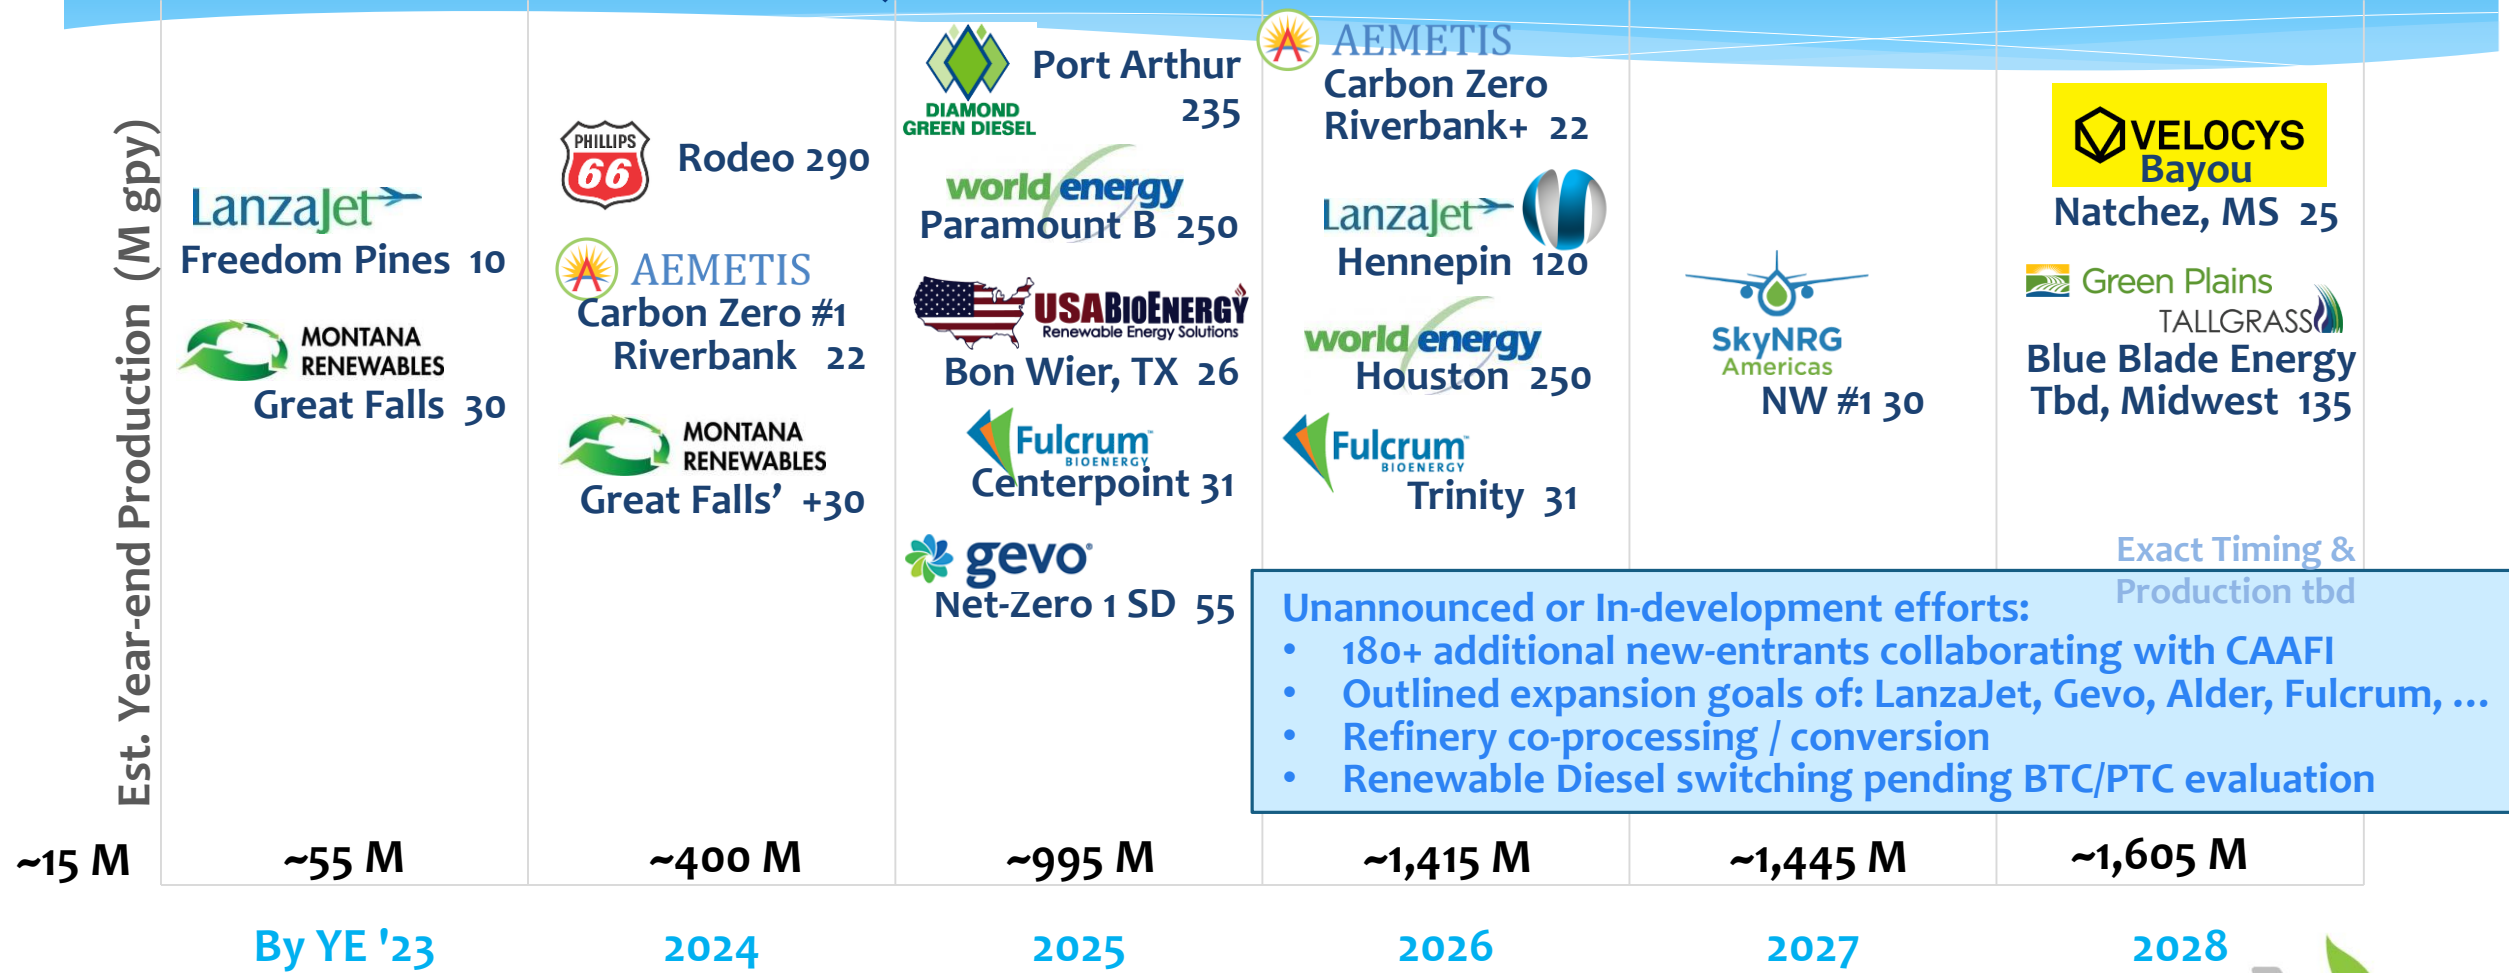 Est. Year-end Production (M gpy)
~15 M
LanzaJet
Freedom Pines 10
MONTANA
RENEWABLES
Great Falls 30
~55 M
By YE '23
PHILLIPS
66
Rodeo 290
AEMETIS
Carbon Zero #1
Riverbank 22
MONTANA
RENEWABLES
Great Falls’ +30
~400 M
2024
DIAMOND
GREEN DIESEL
Port Arthur
235
world energy
Paramount B 250
USABIOENERGY
Renewable Energy Solutions
Bon Wier, TX 26
Fulcrum™
BIOENERGY
Centerpoint 31
gevo®
Net-Zero 1 SD 55
~995 M
2025
AEMETIS
Carbon Zero
Riverbank+ 22
LanzaJet
Hennepin 120
world energy
Houston 250
Fulcrum™
BIOENERGY
Trinity 31
~1,415 M
2026
SkyNRG
Americas
NW #1 30
~1,445 M
2027
VELOCYS
Bayou
Natchez, MS 25
Green Plains
TALLGRASS
Blue Blade Energy
Tbd, Midwest 135
Exact Timing &
Production tbd
~1,605 M
2028
Unannounced or In-development efforts:
• 180+ additional new-entrants collaborating with CAAFI
• Outlined expansion goals of: LanzaJet, Gevo, Alder, Fulcrum, ...
• Refinery co-processing / conversion
• Renewable Diesel switching pending BTC/PTC evaluation